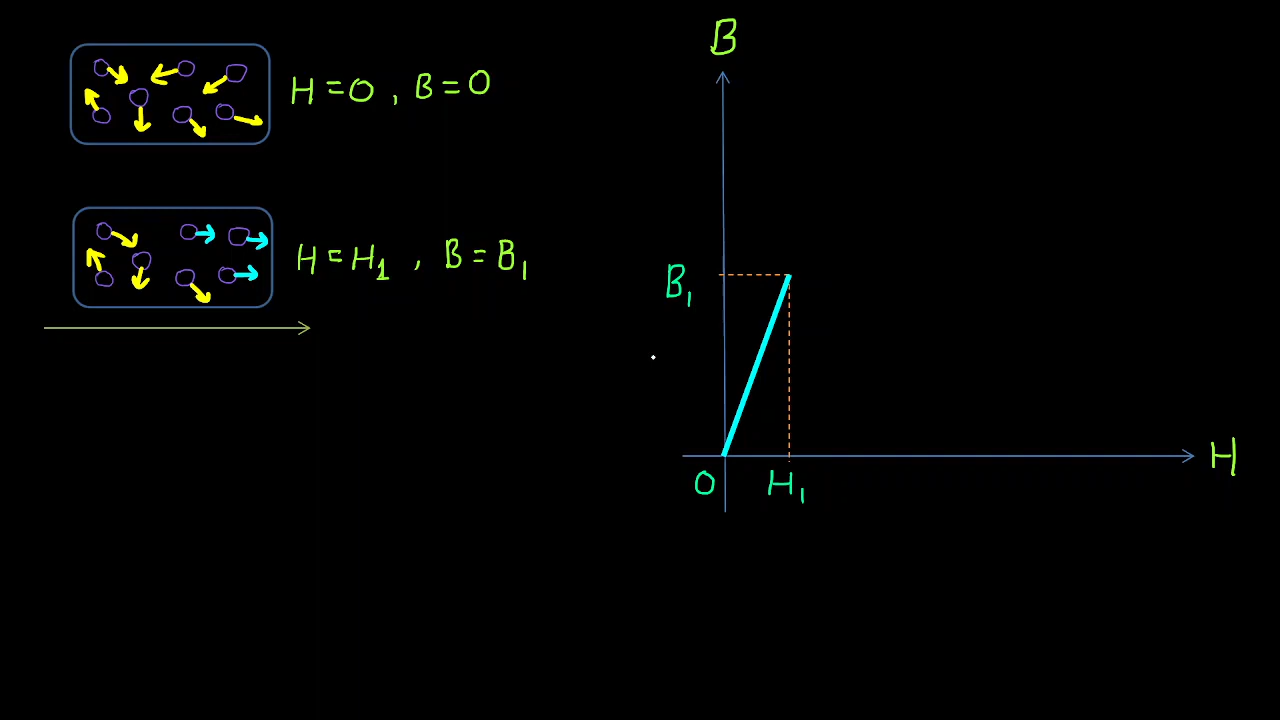 B
H = 0 , B = 0
H = H₁ , B = B₁
B₁
H
0 H₁